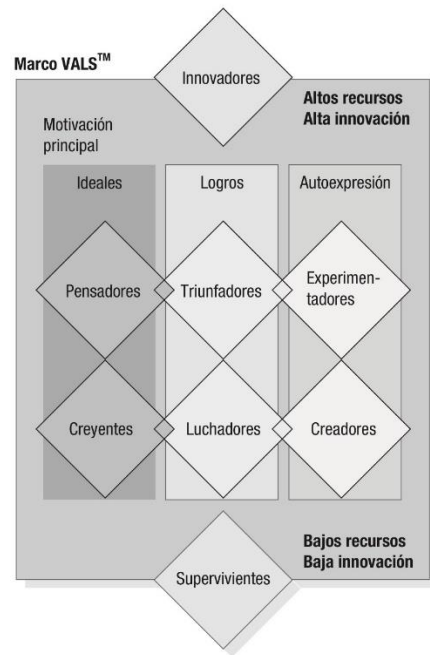 Marco VALS™
Innovadores
Altos recursos
Alta innovación
Motivación
principal
Ideales
Logros
Autoexpresión
Pensadores
Triunfadores
Experimen-
tadores
Creyentes
Luchadores
Creadores
Bajos recursos
Baja innovación
Supervivientes